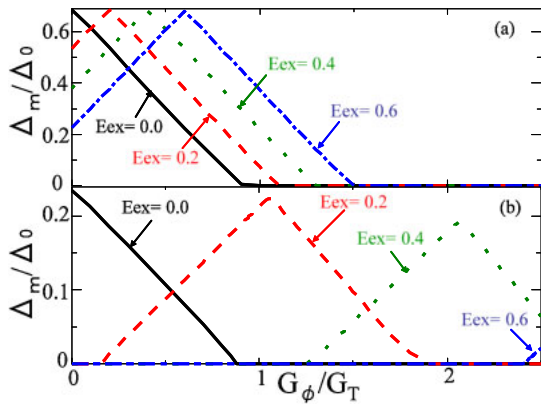 0.6
(a)
Eex= 0.4
0.4
Δm/Δ0
Eex= 0.6
Eex= 0.0
0.2
Eex= 0.2
0
Eex= 0.0
Eex= 0.2
(b)
0.2
Eex= 0.4
Δm/Δ0
0.1
Eex= 0.6
0
0 1 2
Gϕ/GT